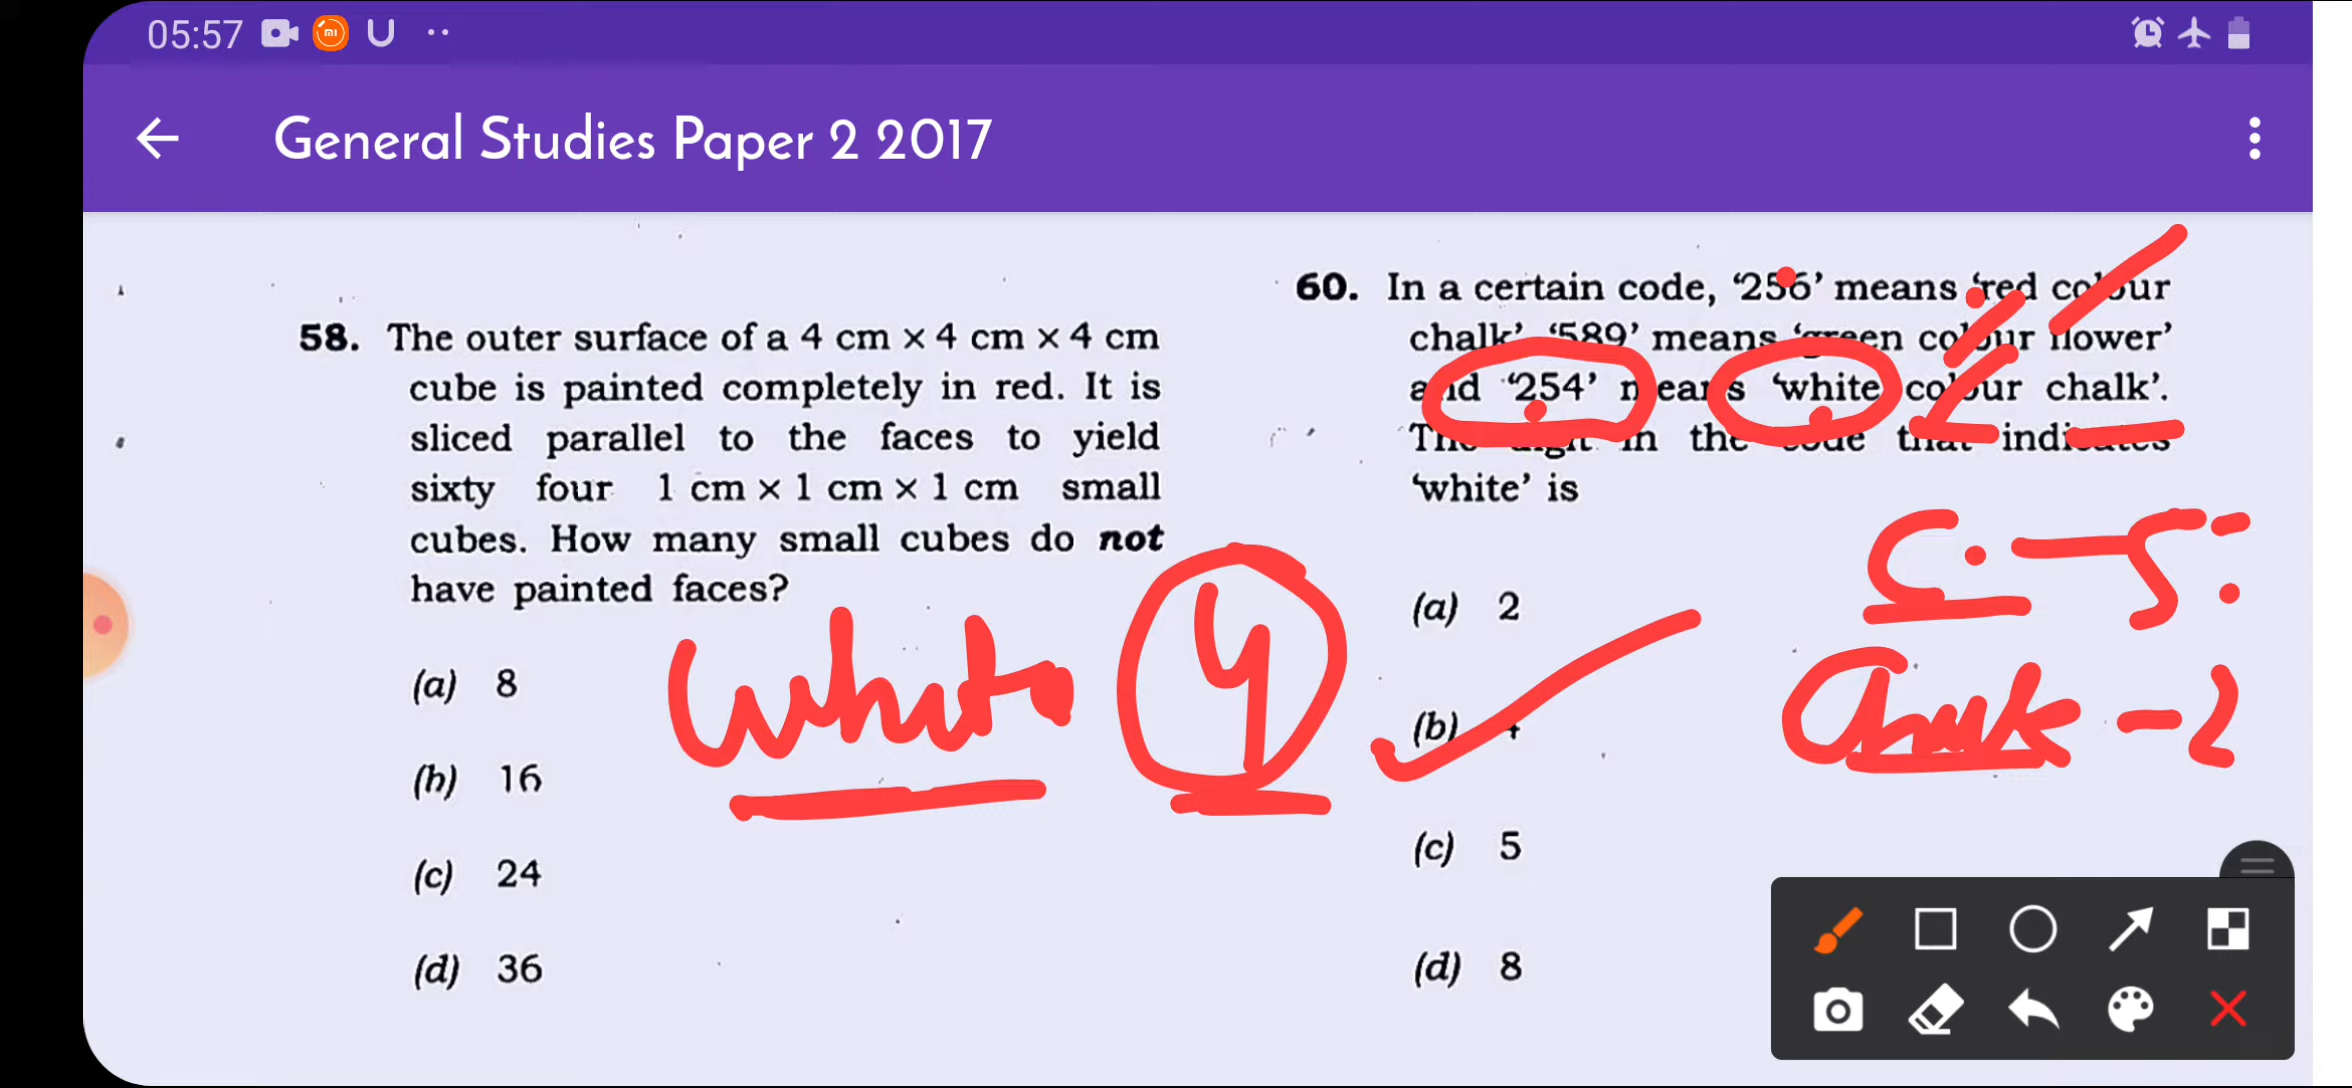 05:57
General Studies Paper 2 2017
58. The outer surface of a 4 cm × 4 cm × 4 cm
cube is painted completely in red. It is
sliced parallel to the faces to yield
sixty four 1 cm × 1 cm × 1 cm small
cubes. How many small cubes do not
have painted faces?
(a) 8
(b) 16
(c) 24
(d) 36
60. In a certain code, ‘256’ means ‘red colour
chalk’, ‘589’ means ‘green colour flower’
and ‘254’ means ‘white colour chalk’.
The digit in the code that indicates
‘white’ is
(a) 2
(b) 4
(c) 5
(d) 8
White 4
C. – 5
Chalk – 2